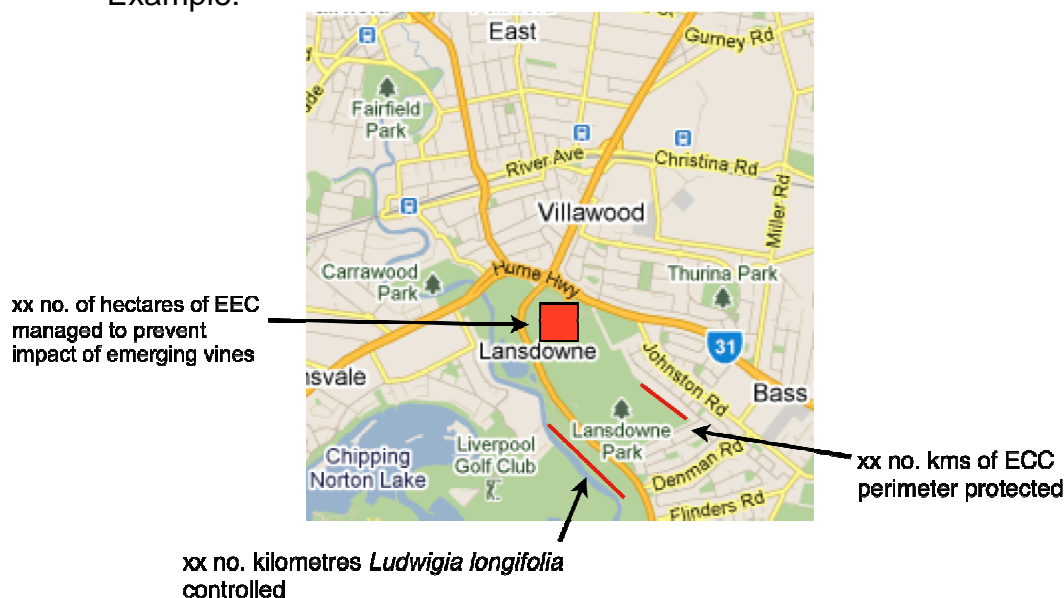 Example:
East
Gurney Rd
Fairfield
Park
River Ave
Christina Rd
Miller Rd
Villawood
Hume Hwy
Carrawood
Park
Thurina Park
xx no. of hectares of EEC
managed to prevent
impact of emerging vines
Lansdowne
31
Johnston Rd
nsvale
Bass
Lansdowne
Park
Liverpool
Golf Club
Chipping
Norton Lake
Denman Rd
Flinders Rd
xx no. kms of ECC
perimeter protected
xx no. kilometres Ludwigia longifolia
controlled